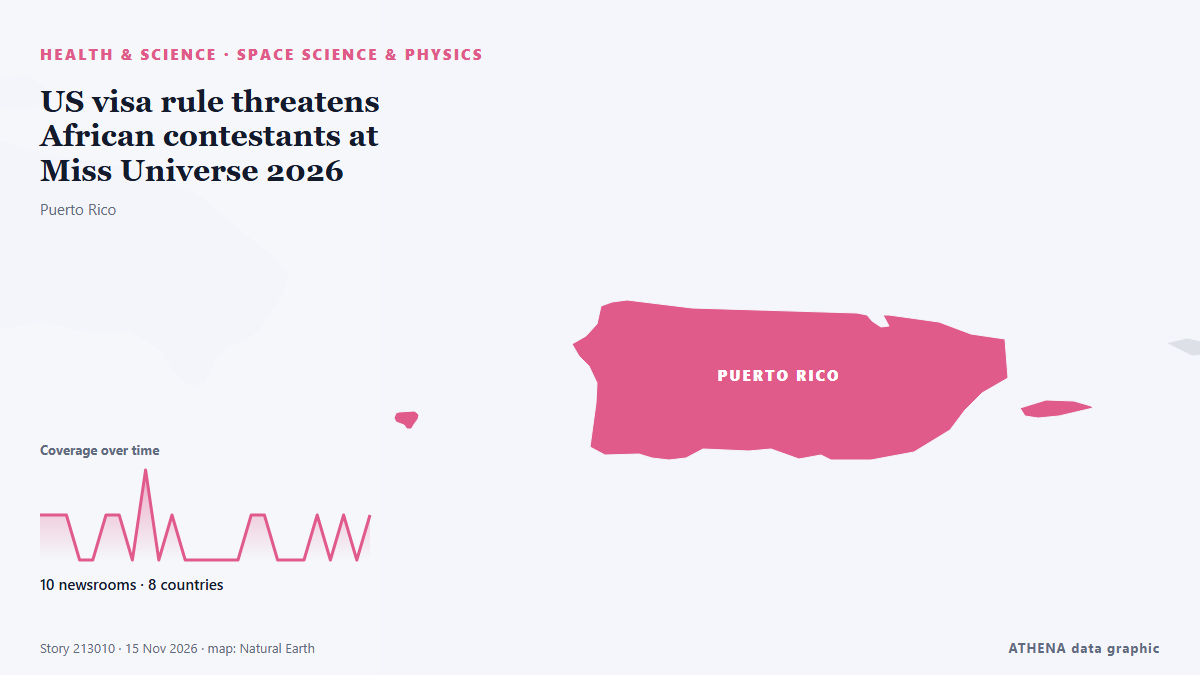 HEALTH & SCIENCE · SPACE SCIENCE & PHYSICS
US visa rule threatens
African contestants at
Miss Universe 2026
Puerto Rico
PUERTO RICO
Coverage over time
10 newsrooms · 8 countries
Story 213010 · 15 Nov 2026 · map: Natural Earth
ATHENA data graphic